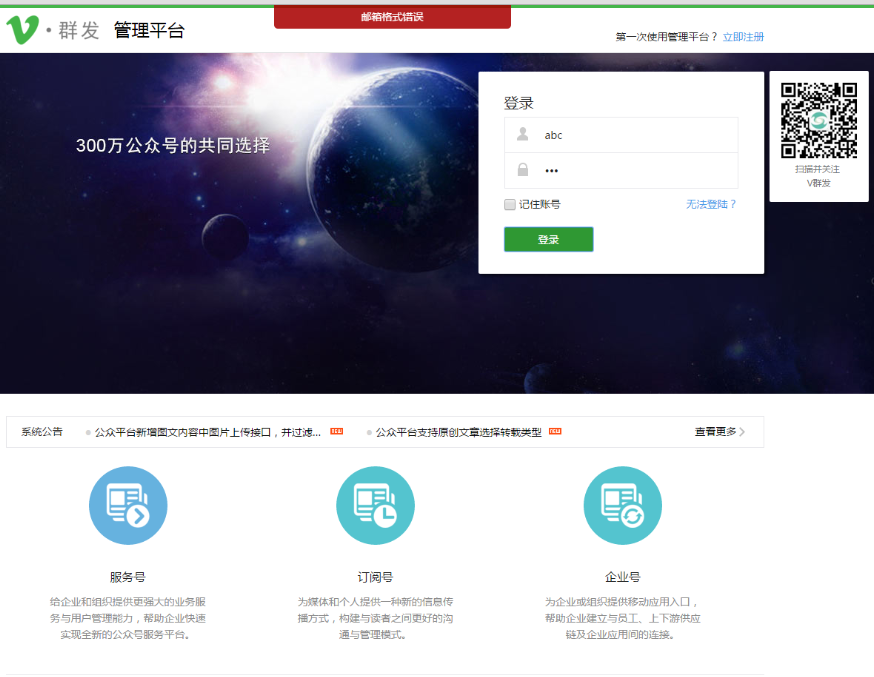 邮箱格式错误
V·群发 管理平台
第一次使用管理平台？ 立即注册
300万公众号的共同选择
登录
abc
•••
记住账号 无法登陆？
登录
扫描并关注
V群发
系统公告 公众平台新增图文内容中图片上传接口，并过滤... 公众平台支持原创文章选择转载类型 查看更多
服务号
给企业和组织提供更强大的业务服
务与用户管理能力，帮助企业快速
实现全新的公众号服务平台。
订阅号
为媒体和个人提供一种新的信息传
播方式，构建与读者之间更好的沟
通与管理模式。
企业号
为企业或组织提供移动应用入口，
帮助企业建立与员工、上下游供应
链及企业应用间的连接。